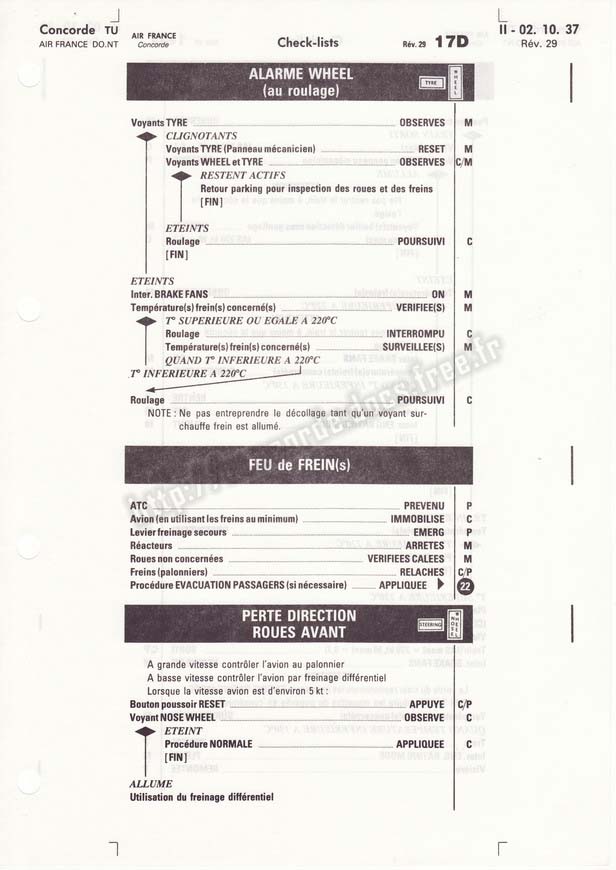 Concorde TU
AIR FRANCE DO.NT
AIR FRANCE
Concorde
Check-lists
Rév. 29 17D
II - 02. 10. 37
Rév. 29
ALARME WHEEL
(au roulage)
TYRE
WHEEL
Voyants TYRE OBSERVES M
CLIGNOTANTS
Voyants TYRE (Panneau mécanicien) RESET M
Voyants WHEEL et TYRE OBSERVES C/M
RESTENT ACTIFS
Retour parking pour inspection des roues et des freins
[FIN]
ETEINTS
Roulage POURSUIVI C
[FIN]
ETEINTS
Inter. BRAKE FANS ON M
Température(s) frein(s) concerné(s) VERIFIEE(S) M
T° SUPERIEURE OU EGALE A 220°C
Roulage INTERROMPU C
Température(s) frein(s) concerné(s) SURVEILLEE(S) M
QUAND T° INFERIEURE A 220°C
T° INFERIEURE A 220°C
Roulage POURSUIVI C
NOTE : Ne pas entreprendre le décollage tant qu'un voyant sur-
chauffe frein est allumé.
FEU de FREIN(s)
ATC PREVENU P
Avion (en utilisant les freins au minimum) IMMOBILISE C
Levier freinage secours EMERG P
Réacteurs ARRETES M
Roues non concernées VERIFIEES CALEES M
Freins (palonniers) RELACHES C/P
Procédure EVACUATION PASSAGERS (si nécessaire) APPLIQUEE 22
PERTE DIRECTION
ROUES AVANT
STEERING
NOSE WHEEL
A grande vitesse contrôler l'avion au palonnier
A basse vitesse contrôler l'avion par freinage différentiel
Lorsque la vitesse avion est d'environ 5 kt :
Bouton poussoir RESET APPUYE C/P
Voyant NOSE WHEEL OBSERVE C
ETEINT
Procédure NORMALE APPLIQUEE C
[FIN]
ALLUME
Utilisation du freinage différentiel